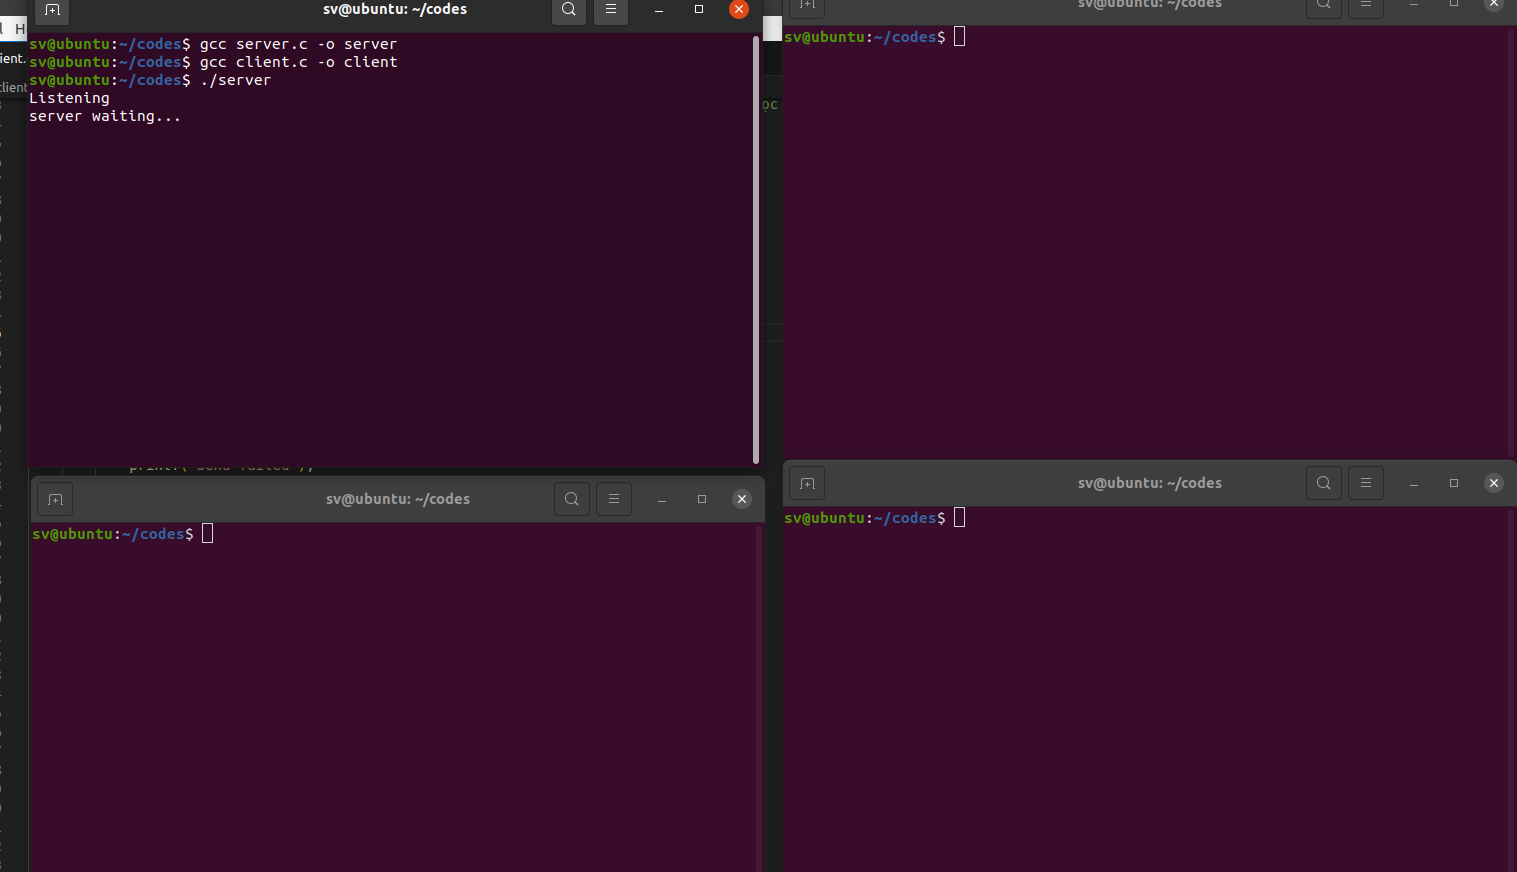 sv@ubuntu: ~/codes
sv@ubuntu:~/codes$ gcc server.c -o server
sv@ubuntu:~/codes$ gcc client.c -o client
sv@ubuntu:~/codes$ ./server
Listening
server waiting...
sv@ubuntu: ~/codes
sv@ubuntu:~/codes$
sv@ubuntu: ~/codes
sv@ubuntu:~/codes$
sv@ubuntu: ~/codes
sv@ubuntu:~/codes$